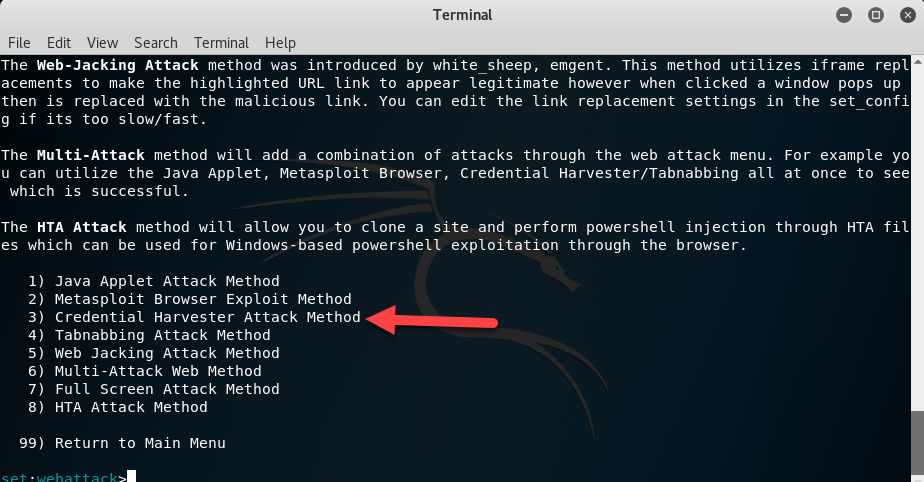 Terminal
File Edit View Search Terminal Help
The Web-Jacking Attack method was introduced by white_sheep, emgent. This method utilizes iframe repl
acements to make the highlighted URL link to appear legitimate however when clicked a window pops up
then is replaced with the malicious link. You can edit the link replacement settings in the set_confi
g if its too slow/fast.
The Multi-Attack method will add a combination of attacks through the web attack menu. For example yo
u can utilize the Java Applet, Metasploit Browser, Credential Harvester/Tabnabbing all at once to see
which is successful.
The HTA Attack method will allow you to clone a site and perform powershell injection through HTA fil
es which can be used for Windows-based powershell exploitation through the browser.
1) Java Applet Attack Method
2) Metasploit Browser Exploit Method
3) Credential Harvester Attack Method
4) Tabnabbing Attack Method
5) Web Jacking Attack Method
6) Multi-Attack Web Method
7) Full Screen Attack Method
8) HTA Attack Method
99) Return to Main Menu
set:webattack>